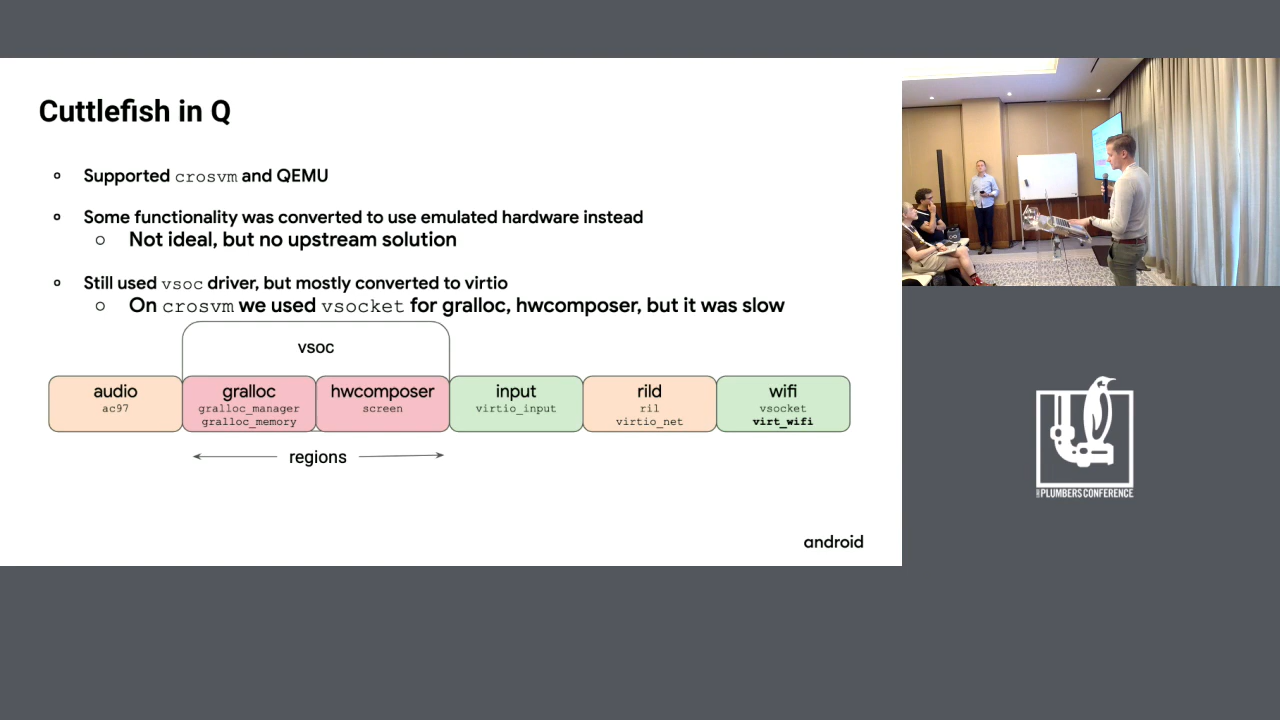 Cuttlefish in Q
Supported crosvm and QEMU
Some functionality was converted to use emulated hardware instead
Not ideal, but no upstream solution
Still used vsoc driver, but mostly converted to virtio
On crosvm we used vsocket for gralloc, hwcomposer, but it was slow
vsoc
audio
ac97
gralloc
gralloc_manager
gralloc_memory
hwcomposer
screen
input
virtio_input
rild
ril
virtio_net
wifi
vsocket
virt_wifi
regions
android
PLUMBERS CONFERENCE